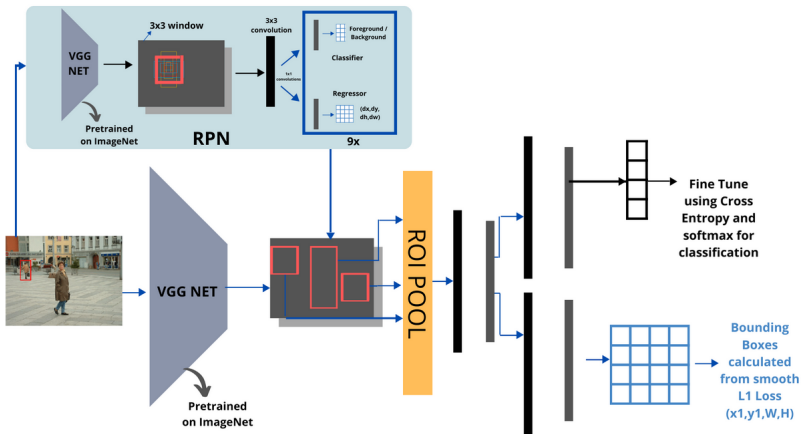 3x3 window
3x3
convolution
VGG
NET
Pretrained
on ImageNet
RPN
1x1
convolutions
Foreground /
Background
Classifier
Regressor
(dx,dy,
dh,dw)
9x
VGG NET
Pretrained
on ImageNet
ROI POOL
Fine Tune
using Cross
Entropy and
softmax for
classification
Bounding
Boxes
calculated
from smooth
L1 Loss
(x1,y1,W,H)